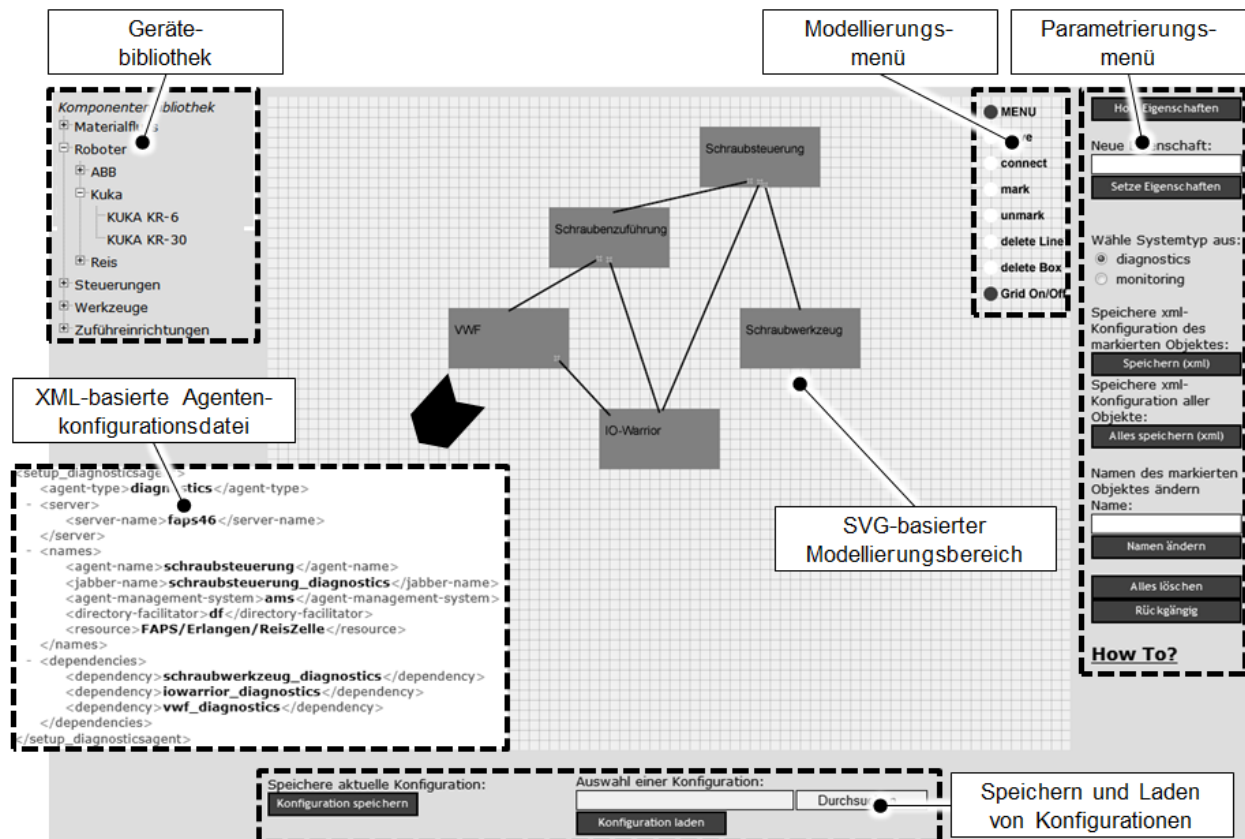 Geräte-
bibliothek
Modellierungs-
menü
Parametrierungs-
menü
Komponentenbibliothek
Materialfluss
Roboter
ABB
Kuka
KUKA KR-6
KUKA KR-30
Reis
Steuerungen
Werkzeuge
Zuführeinrichtungen
Schraubsteuerung
Schraubenzuführung
VWF
Schraubwerkzeug
IO-Warrior
MENU
connect
mark
unmark
delete Line
delete Box
Grid On/Off
Eigenschaften
Neue Eigenschaft:
Setze Eigenschaften
Wähle Systemtyp aus:
diagnostics
monitoring
Speichere xml-
Konfiguration des
markierten Objektes:
Speichern (xml)
Speichere xml-
Konfiguration aller
Objekte:
Alles speichern (xml)
Namen des markierten
Objektes ändern
Name:
Namen ändern
Alles löschen
Rückgängig
How To?
XML-basierte Agenten-
konfigurationsdatei
<setup_diagnosticsagent>
<agent-type>diagnostics</agent-type>
- <server>
<server-name>faps46</server-name>
</server>
- <names>
<agent-name>schraubsteuerung</agent-name>
<jabber-name>schraubsteuerung_diagnostics</jabber-name>
<agent-management-system>ams</agent-management-system>
<directory-facilitator>df</directory-facilitator>
<resource>FAPS/Erlangen/ReisZelle</resource>
</names>
- <dependencies>
<dependency>schraubwerkzeug_diagnostics</dependency>
<dependency>iowarrior_diagnostics</dependency>
<dependency>vwf_diagnostics</dependency>
</dependencies>
</setup_diagnosticsagent>
SVG-basierter
Modellierungsbereich
Speichere aktuelle Konfiguration:
Konfiguration speichern
Auswahl einer Konfiguration:
Durchsuchen
Konfiguration laden
Speichern und Laden
von Konfigurationen